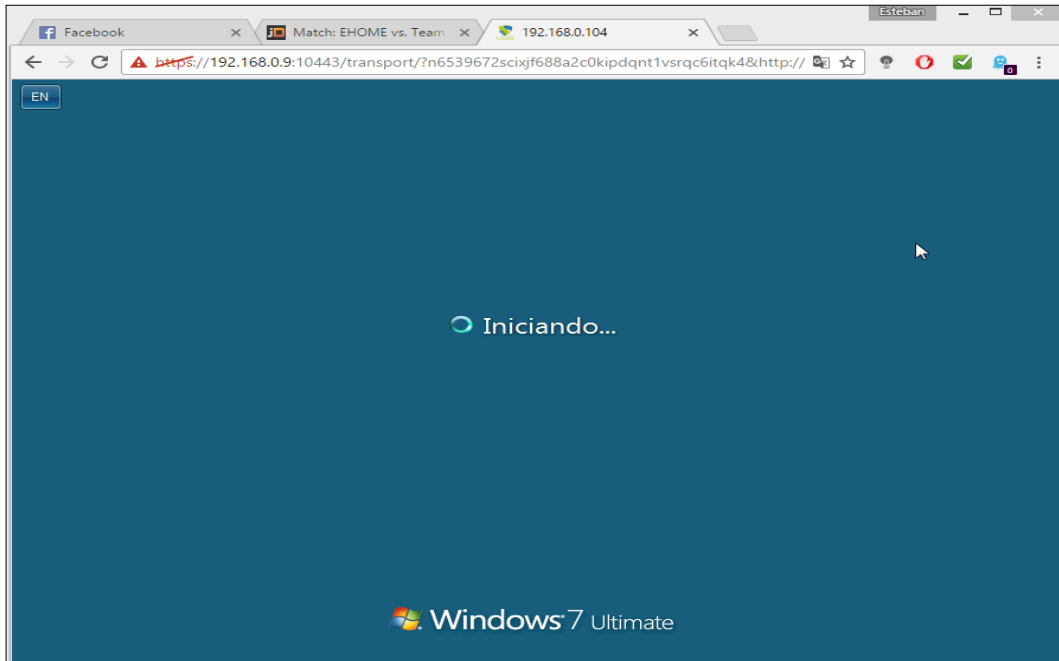 Esteban
Facebook
Match: EHOME vs. Team
192.168.0.104
https://192.168.0.9:10443/transport/?n6539672scixjf688a2c0kipdqnt1vsrqc6itqk4&http://
0
EN
Iniciando...
Windows 7 Ultimate